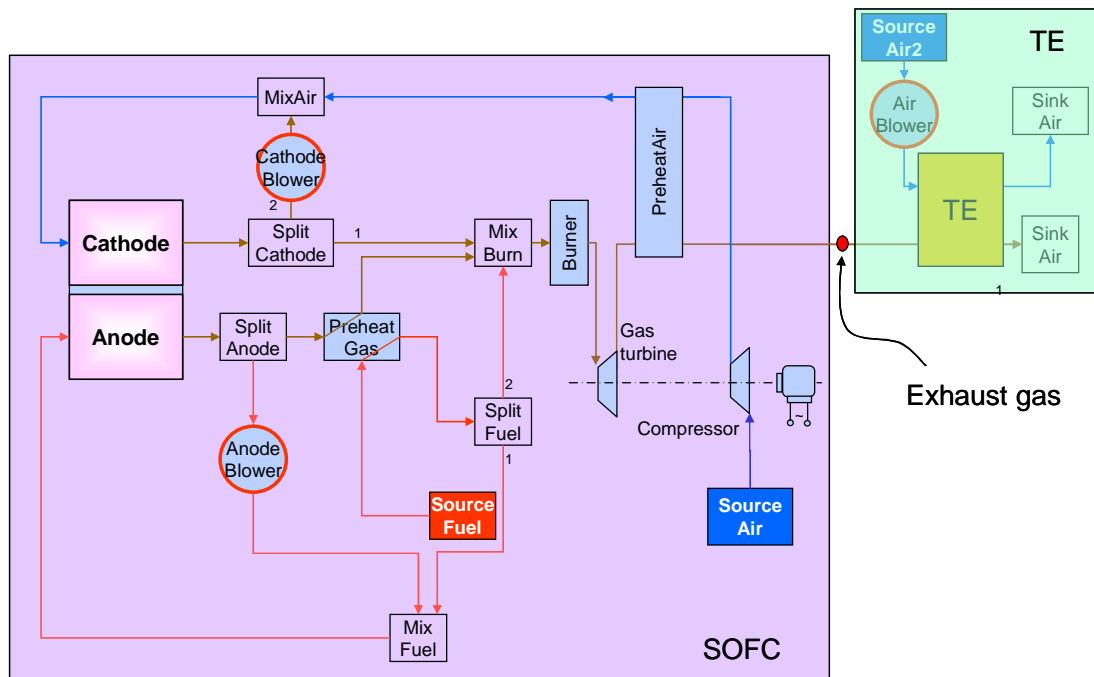 Source
Air2
TE
Air
Blower
Sink
Air
TE
Sink
Air
1
MixAir
Cathode
Blower
2
PreheatAir
Cathode
Split
Cathode
1
Mix
Burn
Burner
Anode
Split
Anode
Preheat
Gas
Gas
turbine
2
Split
Fuel
1
Compressor
~
Exhaust gas
Anode
Blower
Source
Fuel
Source
Air
Mix
Fuel
SOFC